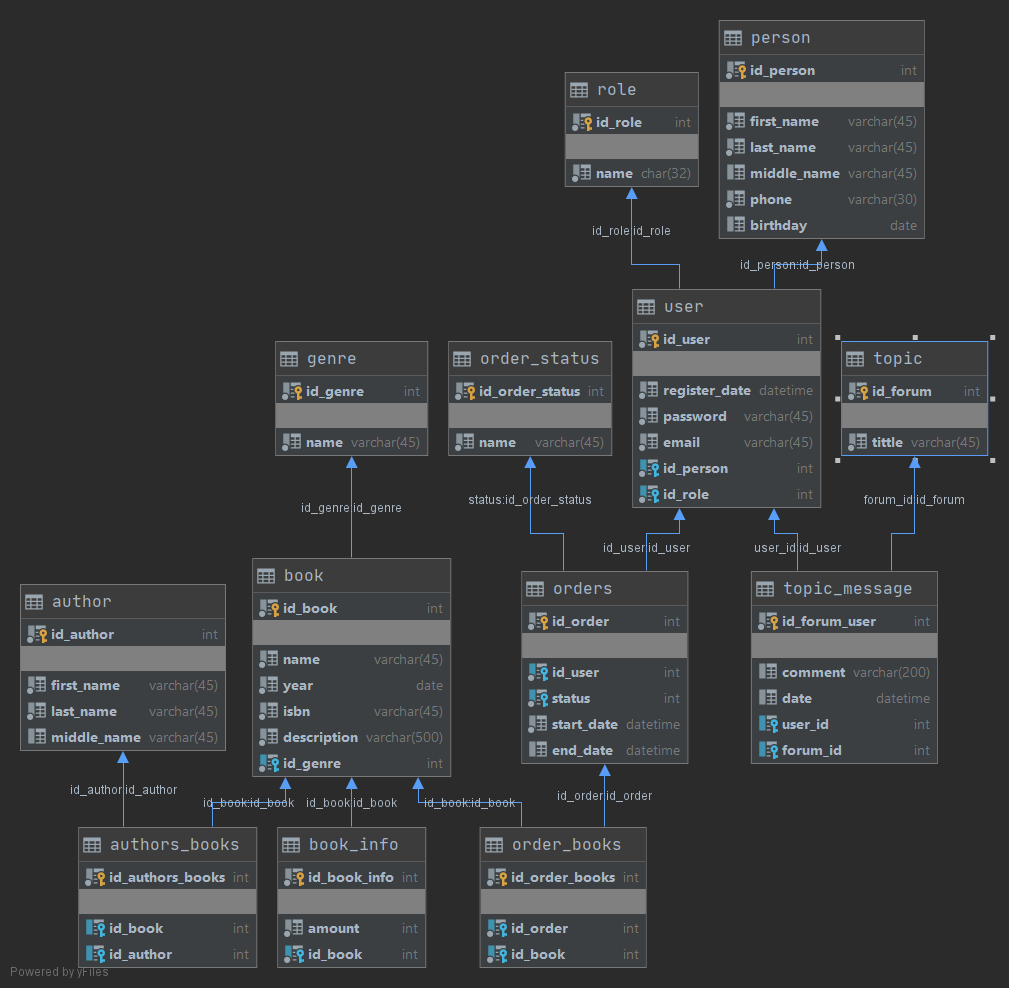 person
id_person int
first_name varchar(45)
last_name varchar(45)
middle_name varchar(45)
phone varchar(30)
birthday date
role
id_role int
name char(32)
id_role:id_role
id_person:id_person
user
id_user int
register_date datetime
password varchar(45)
email varchar(45)
id_person int
id_role int
genre
id_genre int
name varchar(45)
order_status
id_order_status int
name varchar(45)
topic
id_forum int
tittle varchar(45)
id_genre:id_genre
status:id_order_status
forum_id:id_forum
id_user:id_user
user_id:id_user
author
id_author int
first_name varchar(45)
last_name varchar(45)
middle_name varchar(45)
book
id_book int
name varchar(45)
year date
isbn varchar(45)
description varchar(500)
id_genre int
orders
id_order int
id_user int
status int
start_date datetime
end_date datetime
topic_message
id_forum_user int
comment varchar(200)
date datetime
user_id int
forum_id int
id_author:id_author
id_book:id_book
id_book:id_book
id_book:id_book
id_order:id_order
authors_books
id_authors_books int
id_book int
id_author int
book_info
id_book_info int
amount int
id_book int
order_books
id_order_books int
id_order int
id_book int
Powered by yFiles